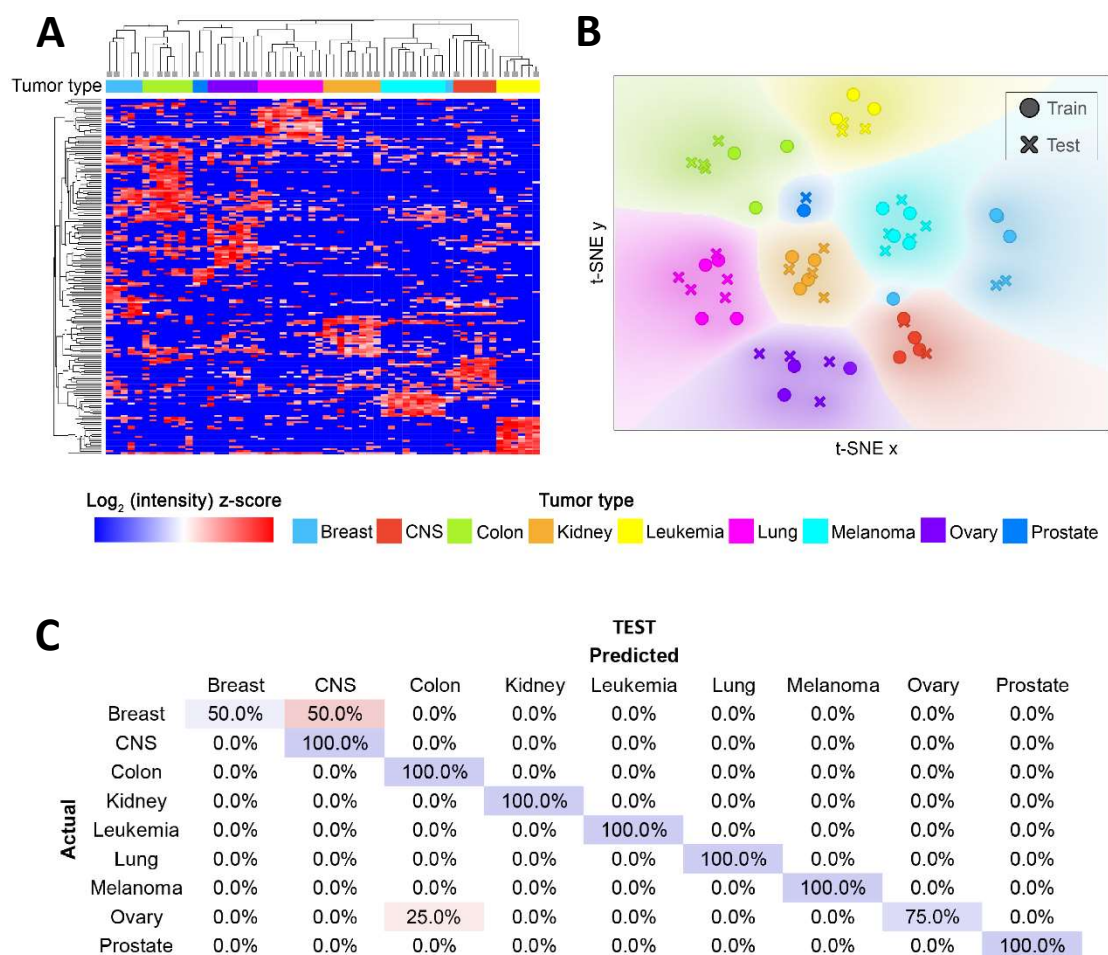 A
Tumor type
B
Train
Test
t-SNE y
t-SNE x
Log₂ (intensity) z-score
Tumor type
Breast CNS Colon Kidney Leukemia Lung Melanoma Ovary Prostate
C
TEST
Predicted
Breast CNS Colon Kidney Leukemia Lung Melanoma Ovary Prostate
Actual
Breast 50.0% 50.0% 0.0% 0.0% 0.0% 0.0% 0.0% 0.0% 0.0%
CNS 0.0% 100.0% 0.0% 0.0% 0.0% 0.0% 0.0% 0.0% 0.0%
Colon 0.0% 0.0% 100.0% 0.0% 0.0% 0.0% 0.0% 0.0% 0.0%
Kidney 0.0% 0.0% 0.0% 100.0% 0.0% 0.0% 0.0% 0.0% 0.0%
Leukemia 0.0% 0.0% 0.0% 0.0% 100.0% 0.0% 0.0% 0.0% 0.0%
Lung 0.0% 0.0% 0.0% 0.0% 0.0% 100.0% 0.0% 0.0% 0.0%
Melanoma 0.0% 0.0% 0.0% 0.0% 0.0% 0.0% 100.0% 0.0% 0.0%
Ovary 0.0% 0.0% 25.0% 0.0% 0.0% 0.0% 0.0% 75.0% 0.0%
Prostate 0.0% 0.0% 0.0% 0.0% 0.0% 0.0% 0.0% 0.0% 100.0%